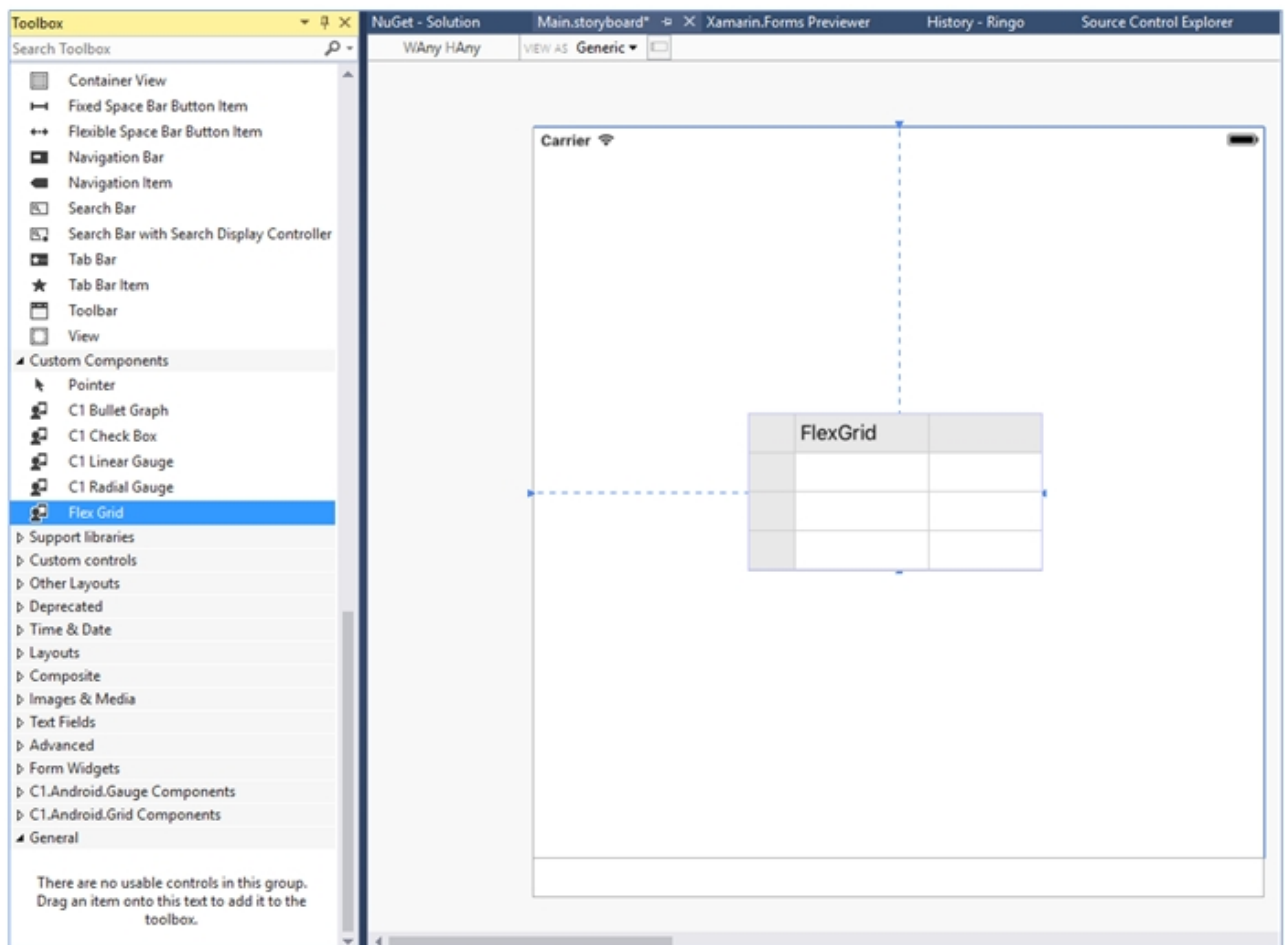 Toolbox
Search Toolbox
Container View
Fixed Space Bar Button Item
Flexible Space Bar Button Item
Navigation Bar
Navigation Item
Search Bar
Search Bar with Search Display Controller
Tab Bar
Tab Bar Item
Toolbar
View
Custom Components
Pointer
C1 Bullet Graph
C1 Check Box
C1 Linear Gauge
C1 Radial Gauge
Flex Grid
Support libraries
Custom controls
Other Layouts
Deprecated
Time & Date
Layouts
Composite
Images & Media
Text Fields
Advanced
Form Widgets
C1.Android.Gauge Components
C1.Android.Grid Components
General
There are no usable controls in this group.
Drag an item onto this text to add it to the
toolbox.
NuGet - Solution Main.storyboard* Xamarin.Forms Previewer History - Ringo Source Control Explorer
WAny HAny VIEW AS Generic
Carrier
FlexGrid